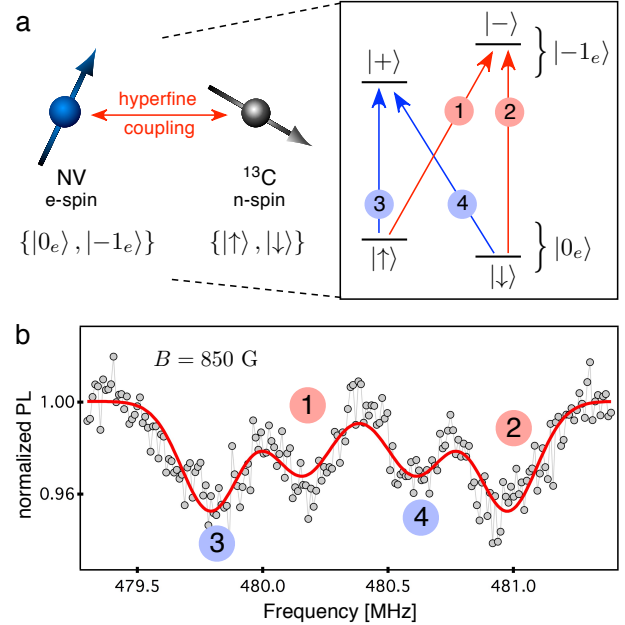 a
hyperfine
coupling
NV
e-spin
¹³C
n-spin
{|0ₑ⟩, |−1ₑ⟩}
{|↑⟩, |↓⟩}
|−⟩
|+⟩
} |−1ₑ⟩
1
2
3
4
|↑⟩
|↓⟩
} |0ₑ⟩
b
B = 850 G
1
2
3
4
normalized PL
1.00
0.96
479.5 480.0 480.5 481.0
Frequency [MHz]